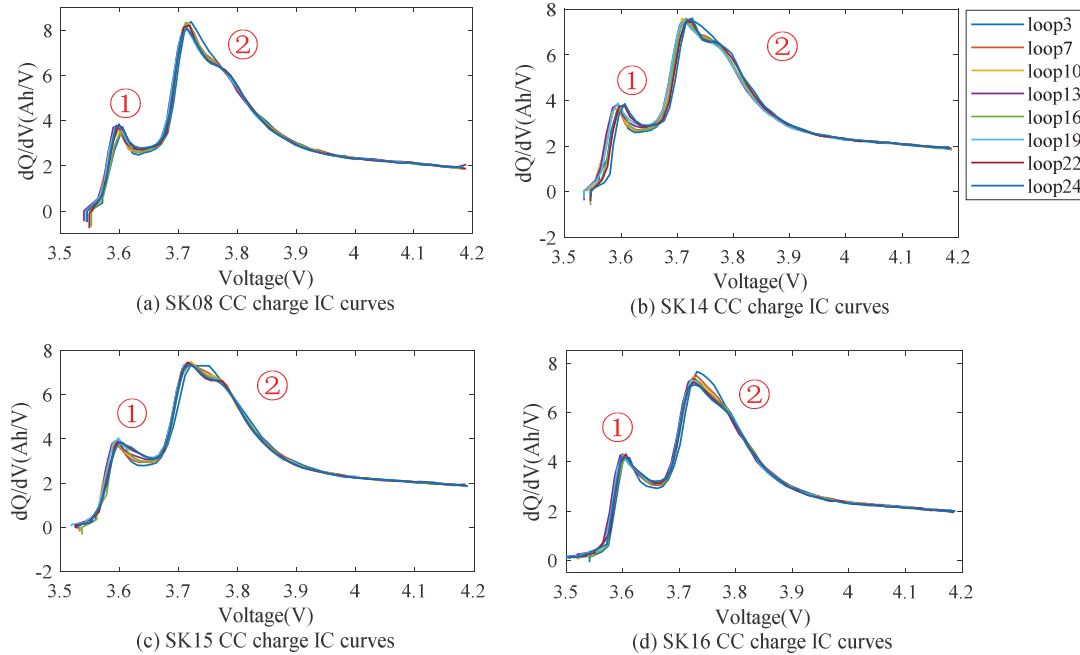 8
6
4
2
0
dQ/dV(Ah/V)
①
②
3.5 3.6 3.7 3.8 3.9 4 4.1 4.2
Voltage(V)
(a) SK08 CC charge IC curves
8
6
4
2
0
-2
dQ/dV(Ah/V)
①
②
3.5 3.6 3.7 3.8 3.9 4 4.1 4.2
Voltage(V)
(b) SK14 CC charge IC curves
loop3
loop7
loop10
loop13
loop16
loop19
loop22
loop24
8
6
4
2
0
-2
dQ/dV(Ah/V)
①
②
3.5 3.6 3.7 3.8 3.9 4 4.1 4.2
Voltage(V)
(c) SK15 CC charge IC curves
8
6
4
2
0
dQ/dV(Ah/V)
①
②
3.5 3.6 3.7 3.8 3.9 4 4.1 4.2
Voltage(V)
(d) SK16 CC charge IC curves